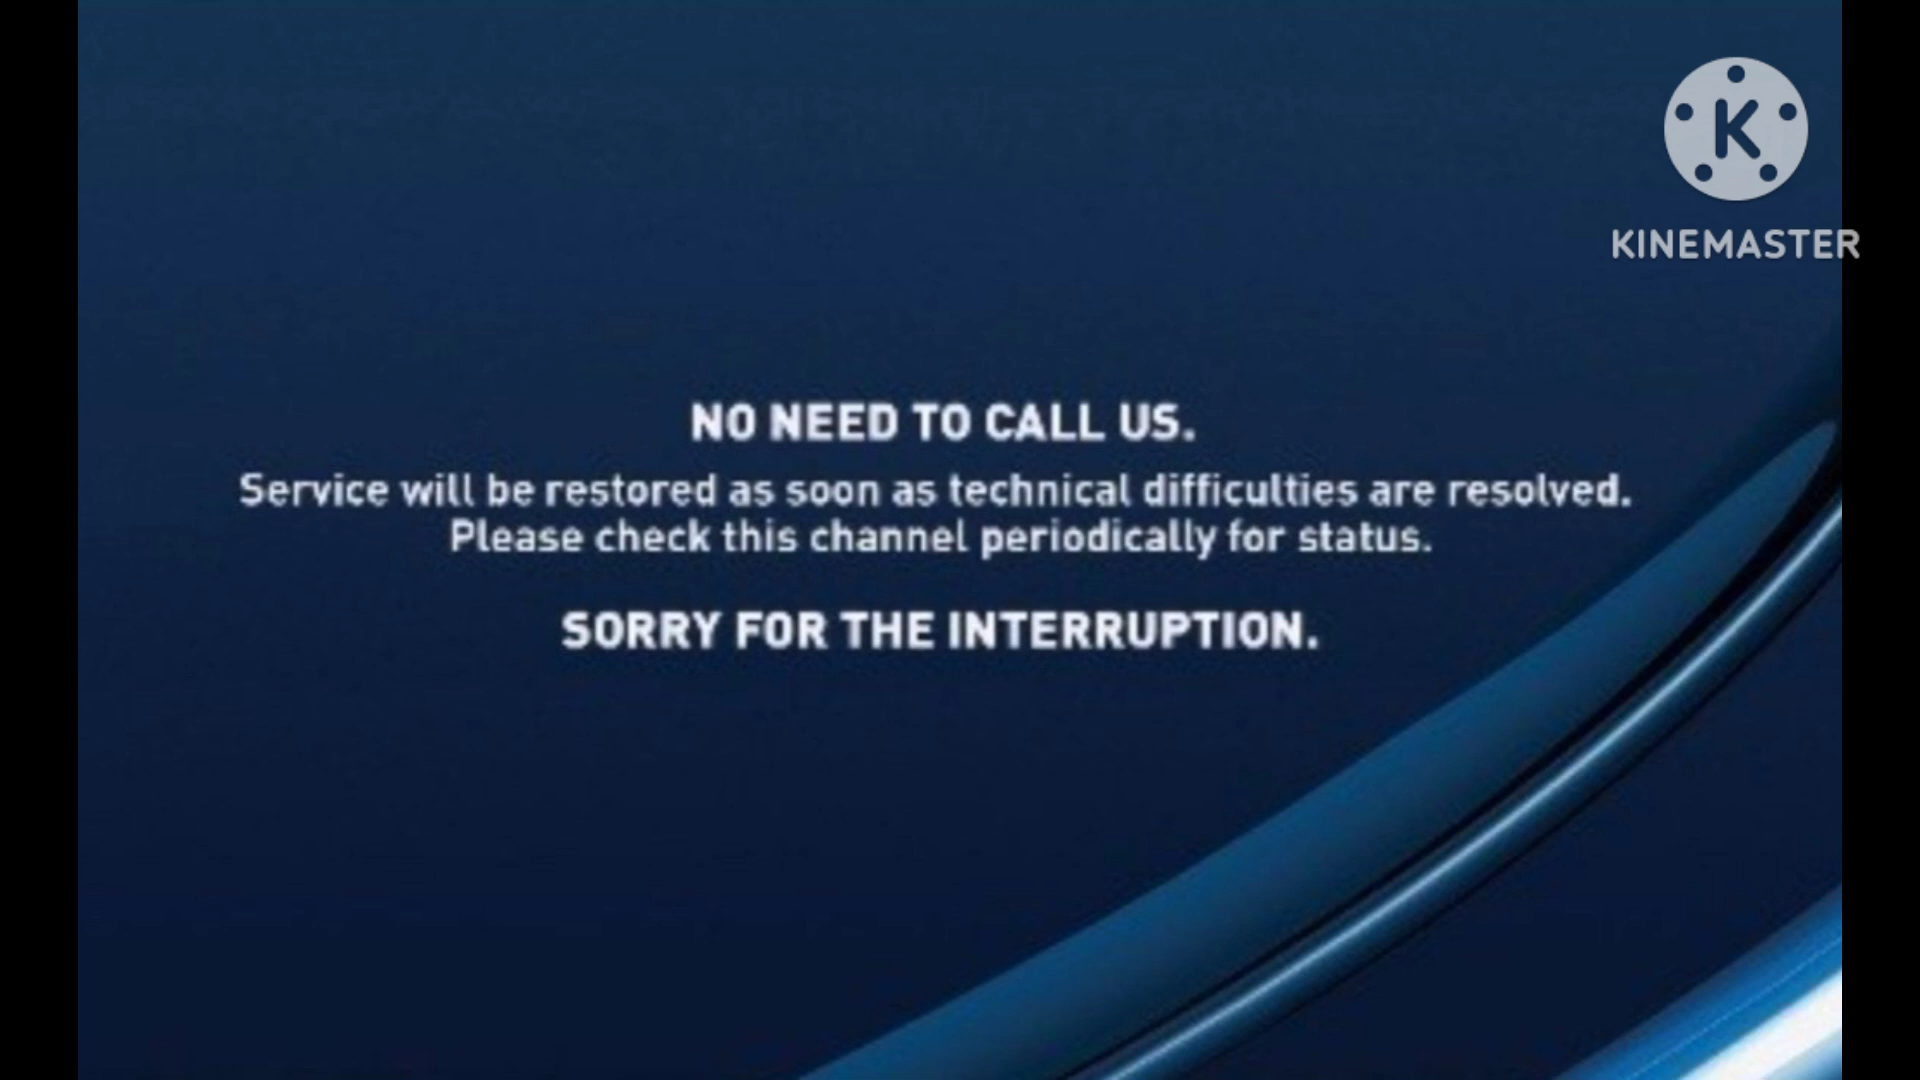 K
KINEMASTER
NO NEED TO CALL US.
Service will be restored as soon as technical difficulties are resolved.
Please check this channel periodically for status.
SORRY FOR THE INTERRUPTION.